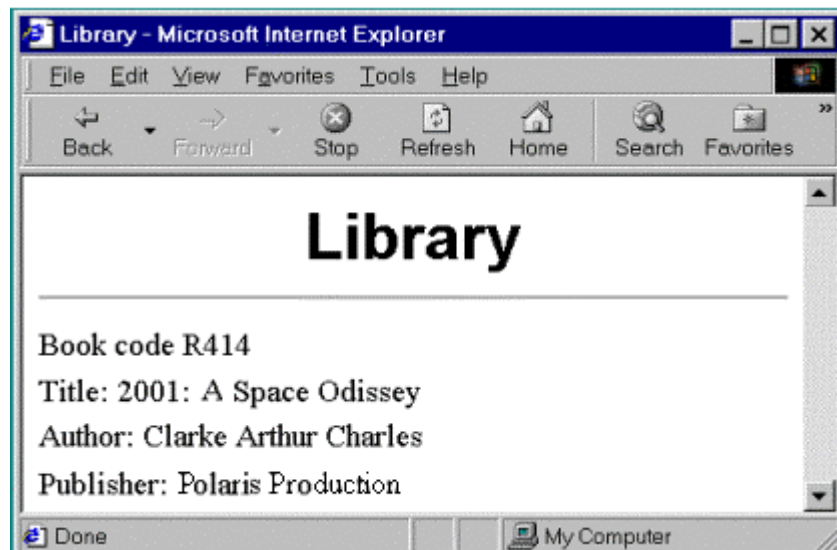 Library - Microsoft Internet Explorer
File Edit View Favorites Tools Help
Back Forward Stop Refresh Home Search Favorites »
Library
Book code R414
Title: 2001: A Space Odissey
Author: Clarke Arthur Charles
Publisher: Polaris Production
Done My Computer